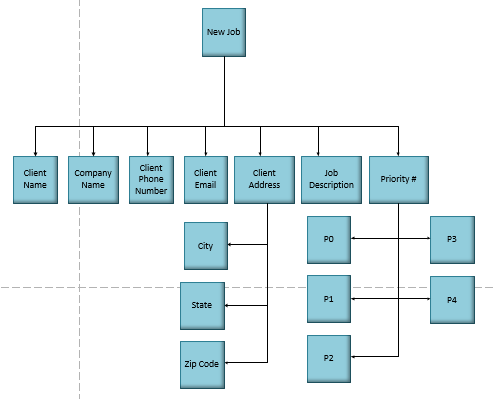 New Job
Client
Name
Company
Name
Client
Phone
Number
Client
Email
Client
Address
Job
Description
Priority #
City
State
Zip Code
P0
P1
P2
P3
P4